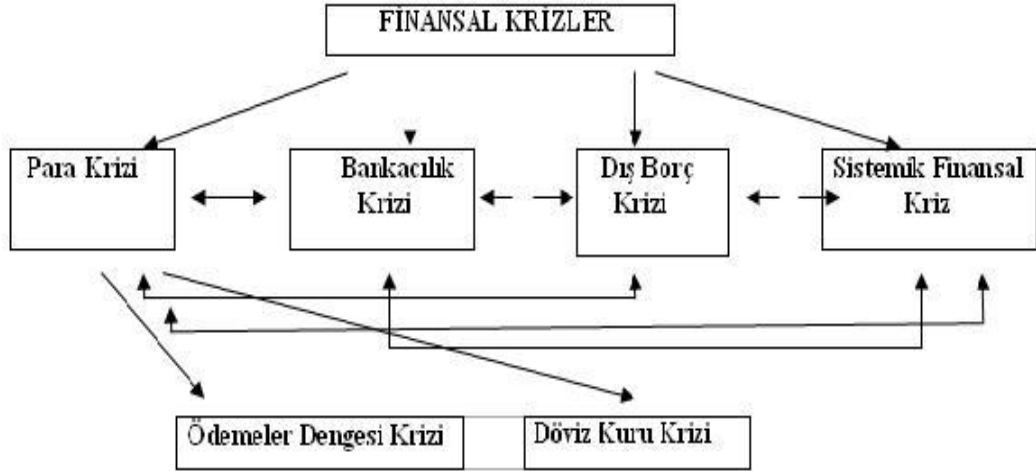 FİNANSAL KRİZLER
Para Krizi
Bankacılık
Krizi
Dış Borç
Krizi
Sistemik Finansal
Kriz
Ödemeler Dengesi Krizi
Döviz Kuru Krizi